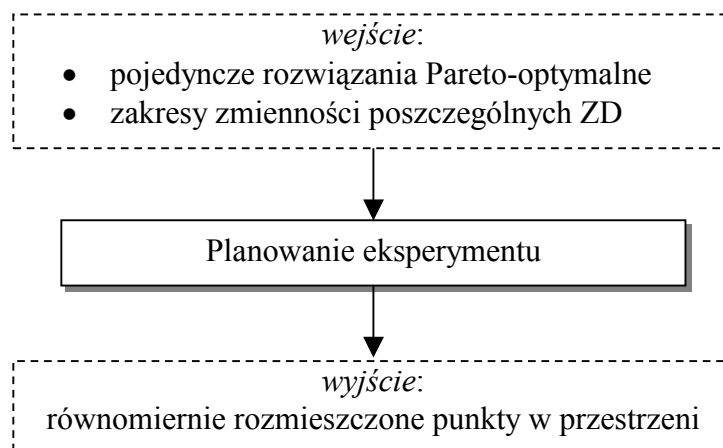 wejście:
• pojedyncze rozwiązania Pareto-optymalne
• zakresy zmienności poszczególnych ZD
Planowanie eksperymentu
wyjście:
równomiernie rozmieszczone punkty w przestrzeni